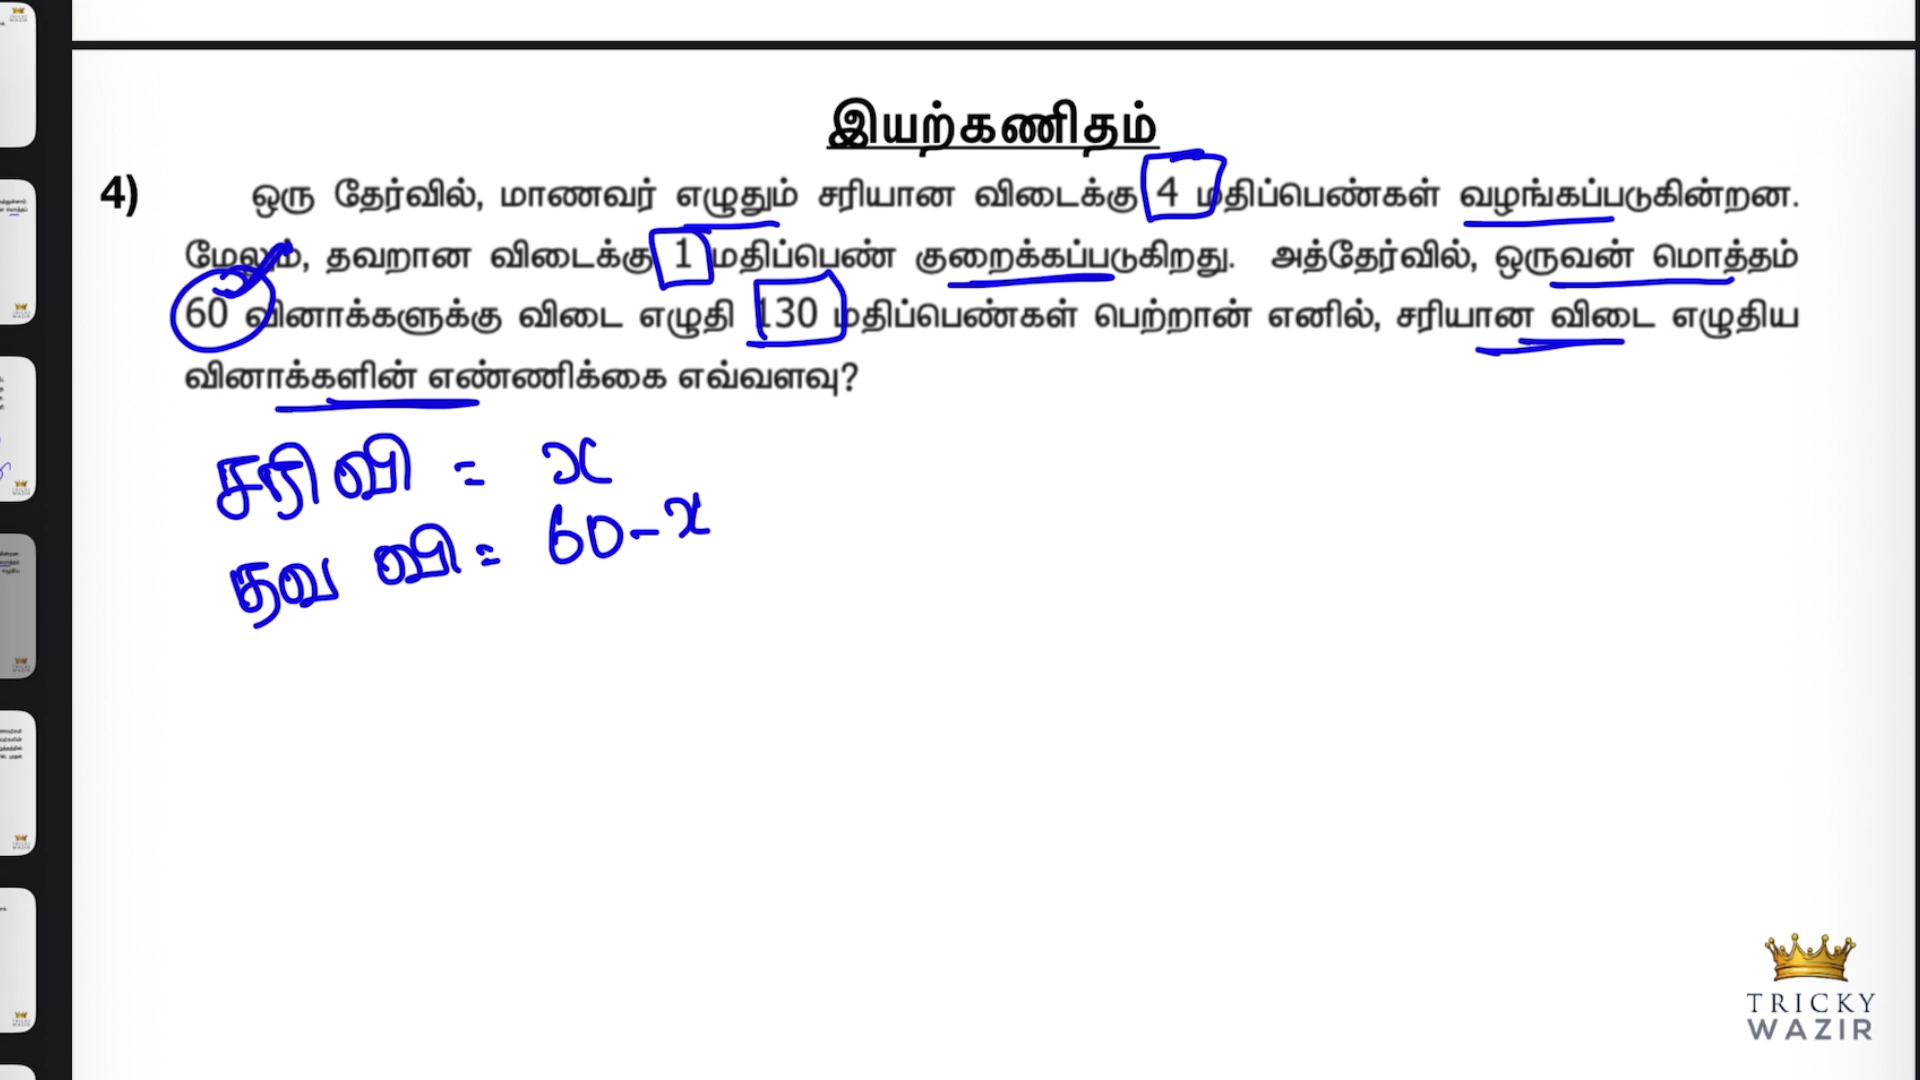 இயற்கணிதம்
4) ஒரு தேர்வில், மாணவர் எழுதும் சரியான விடைக்கு 4 மதிப்பெண்கள் வழங்கப்படுகின்றன.
மேலும், தவறான விடைக்கு 1 மதிப்பெண் குறைக்கப்படுகிறது. அத்தேர்வில், ஒருவன் மொத்தம்
60 வினாக்களுக்கு விடை எழுதி 130 மதிப்பெண்கள் பெற்றான் எனில், சரியான விடை எழுதிய
வினாக்களின் எண்ணிக்கை எவ்வளவு?
சரி வி = x
தவ வி = 60-x
TRICKY
WAZIR